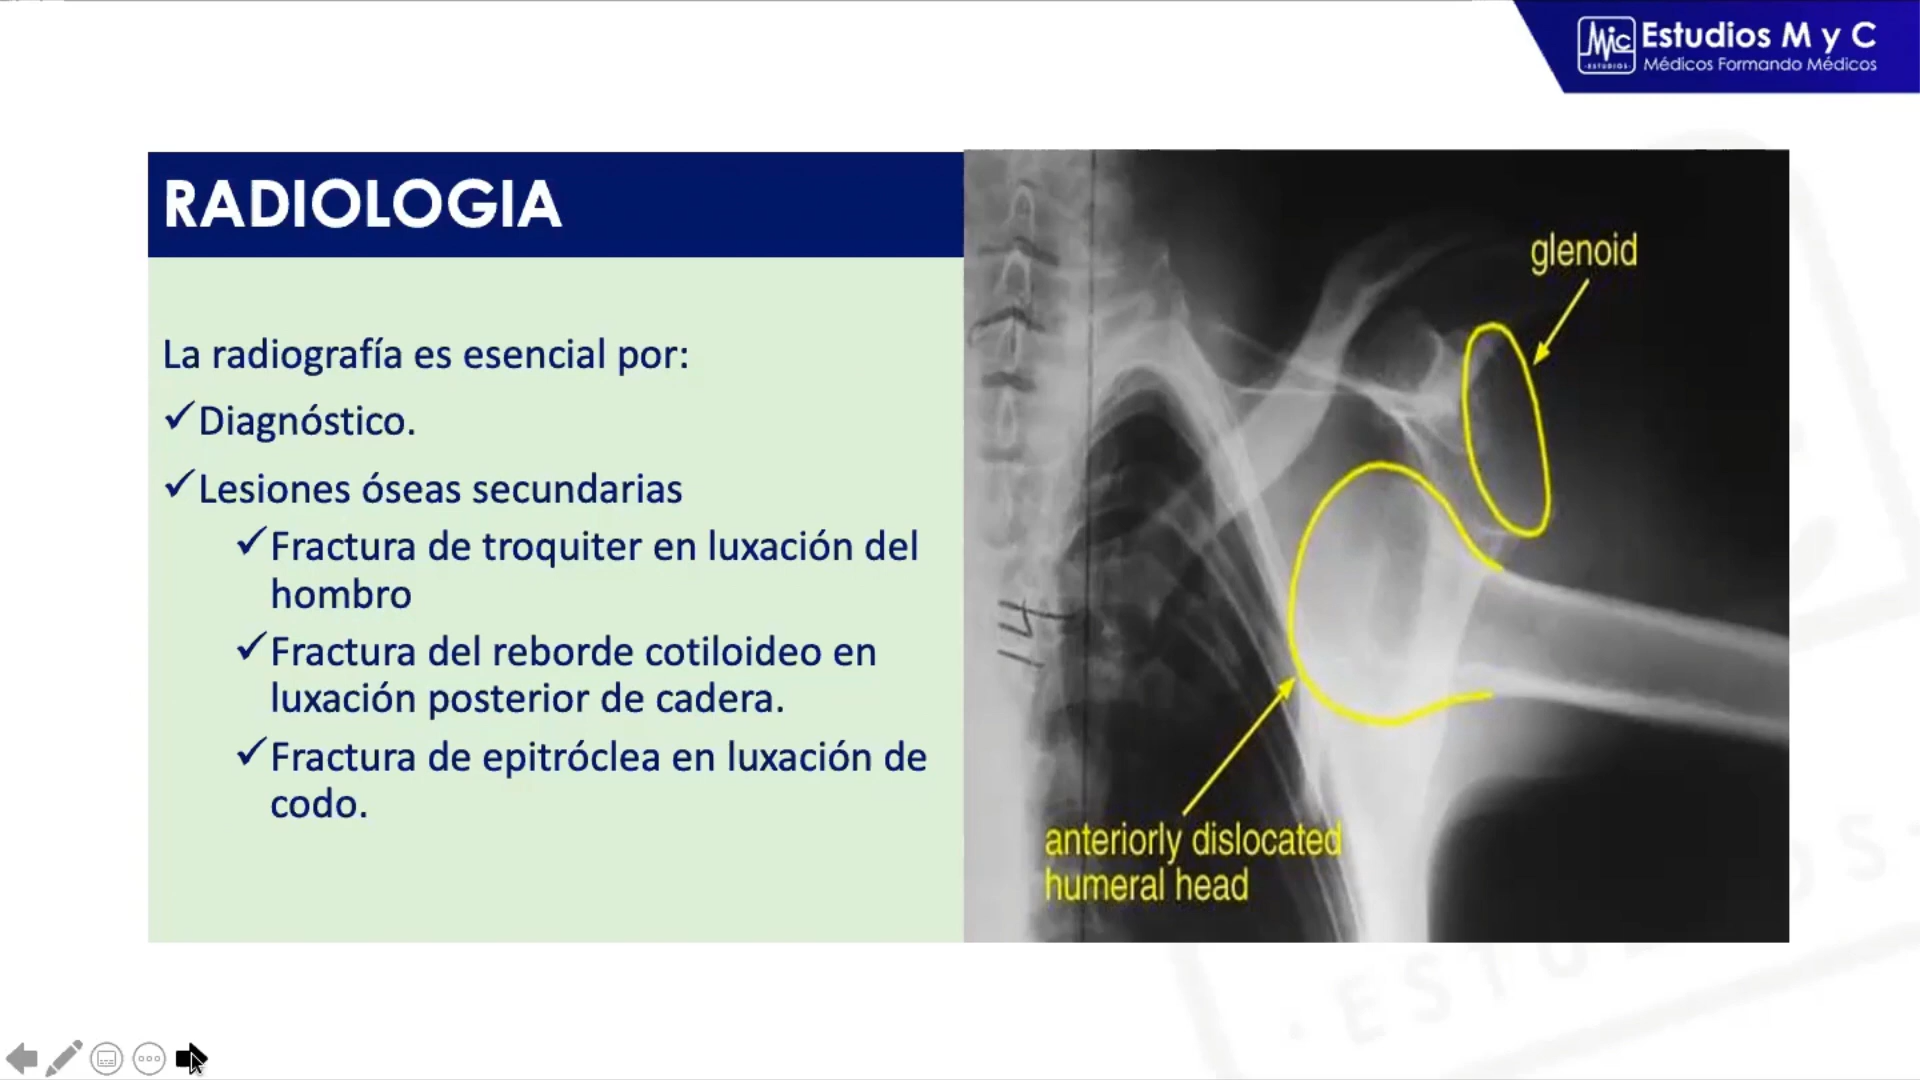 Estudios M y C
Médicos Formando Médicos
RADIOLOGIA
La radiografía es esencial por:
✓Diagnóstico.
✓Lesiones óseas secundarias
✓Fractura de troquiter en luxación del
hombro
✓Fractura del reborde cotiloideo en
luxación posterior de cadera.
✓Fractura de epitróclea en luxación de
codo.
glenoid
anteriorly dislocated
humeral head